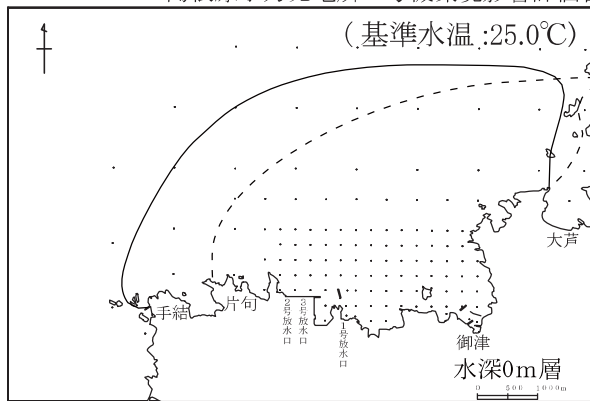 (基準水温:25.0℃)
大芦
手結
片句
2号放水口
3号放水口
1号放水口
御津
水深0m層
0 500 1000m